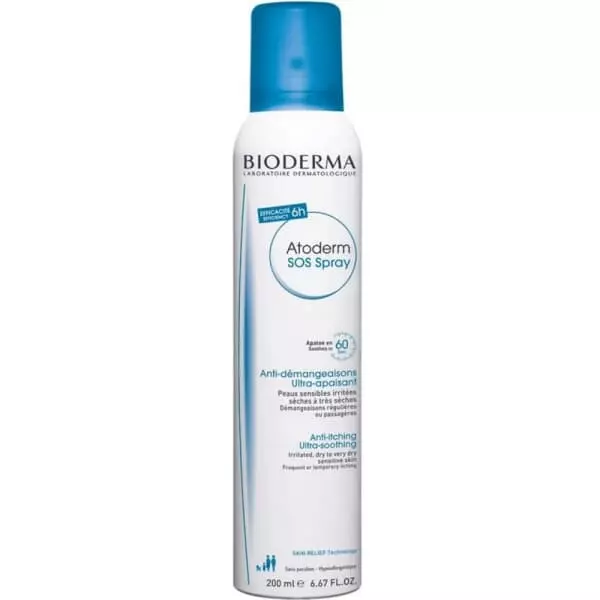 BIODERMA
LABORATOIRE DERMATOLOGIQUE
EFFICACITÉ
EFFICIENCY 6h
Atoderm
SOS Spray
Apaise en
Soothes in
60
sec
Anti-démangeaisons
Ultra-apaisant
Peaux sensibles irritées,
sèches à très sèches
Démangeaisons régulières
ou passagères
Anti-itching
Ultra-soothing
Irritated, dry to very dry
sensitive skin
Frequent or temporary itching
SKIN RELIEF Technology
Sans paraben - Hypoallergénique
200 ml e 6.67 FL.OZ.